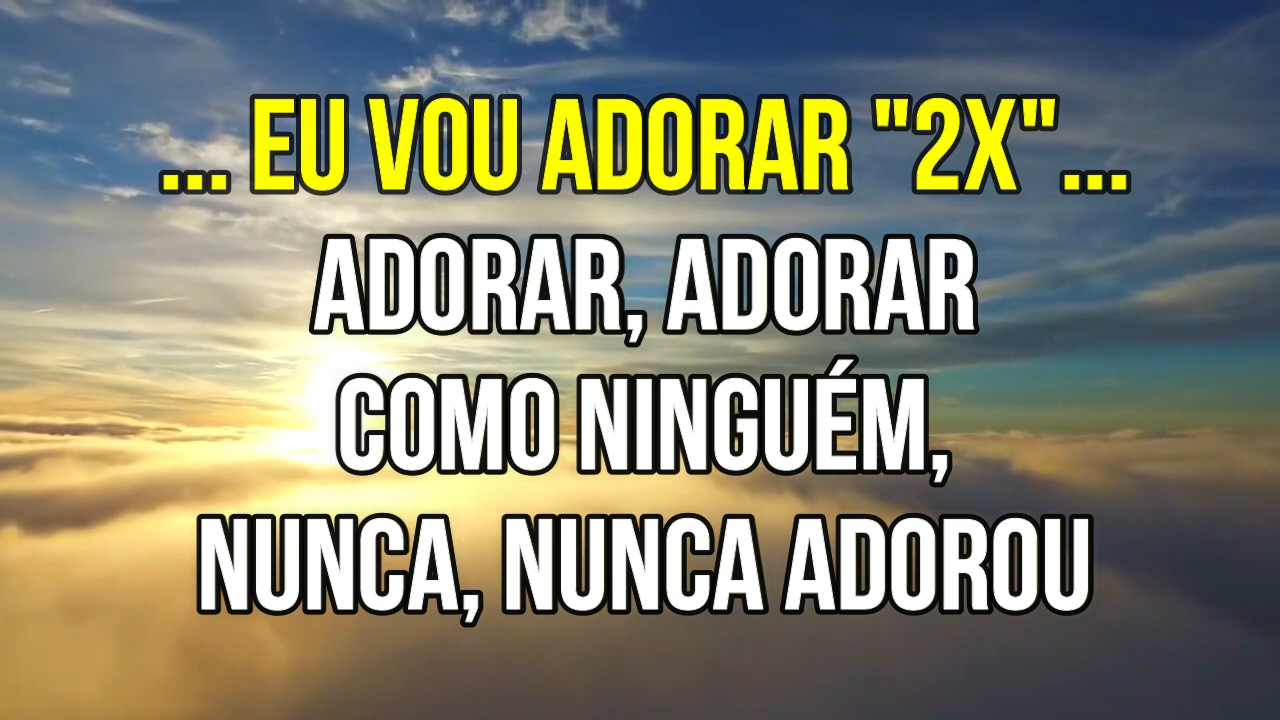 ... EU VOU ADORAR "2X"...
ADORAR, ADORAR
COMO NINGUÉM,
NUNCA, NUNCA ADOROU